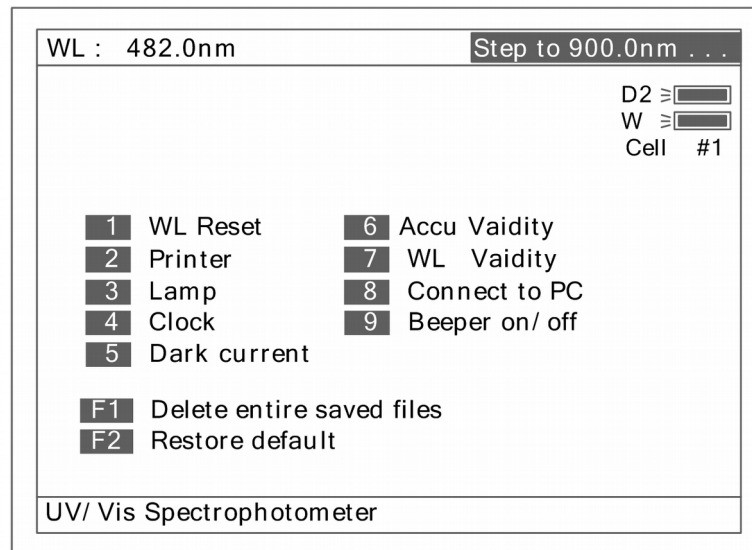 WL : 482.0nm Step to 900.0nm . . .
D2
W
Cell #1
1 WL Reset 6 Accu Vaidity
2 Printer 7 WL Vaidity
3 Lamp 8 Connect to PC
4 Clock 9 Beeper on/ off
5 Dark current
F1 Delete entire saved files
F2 Restore default
UV/ Vis Spectrophotometer